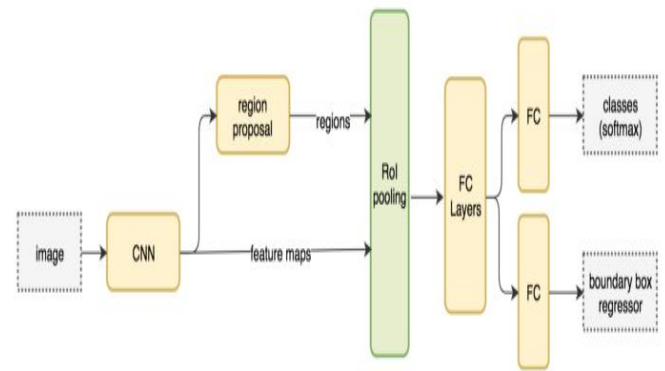 image
CNN
region
proposal
regions
feature maps
RoI
pooling
FC
Layers
FC
classes
(softmax)
FC
boundary box
regressor